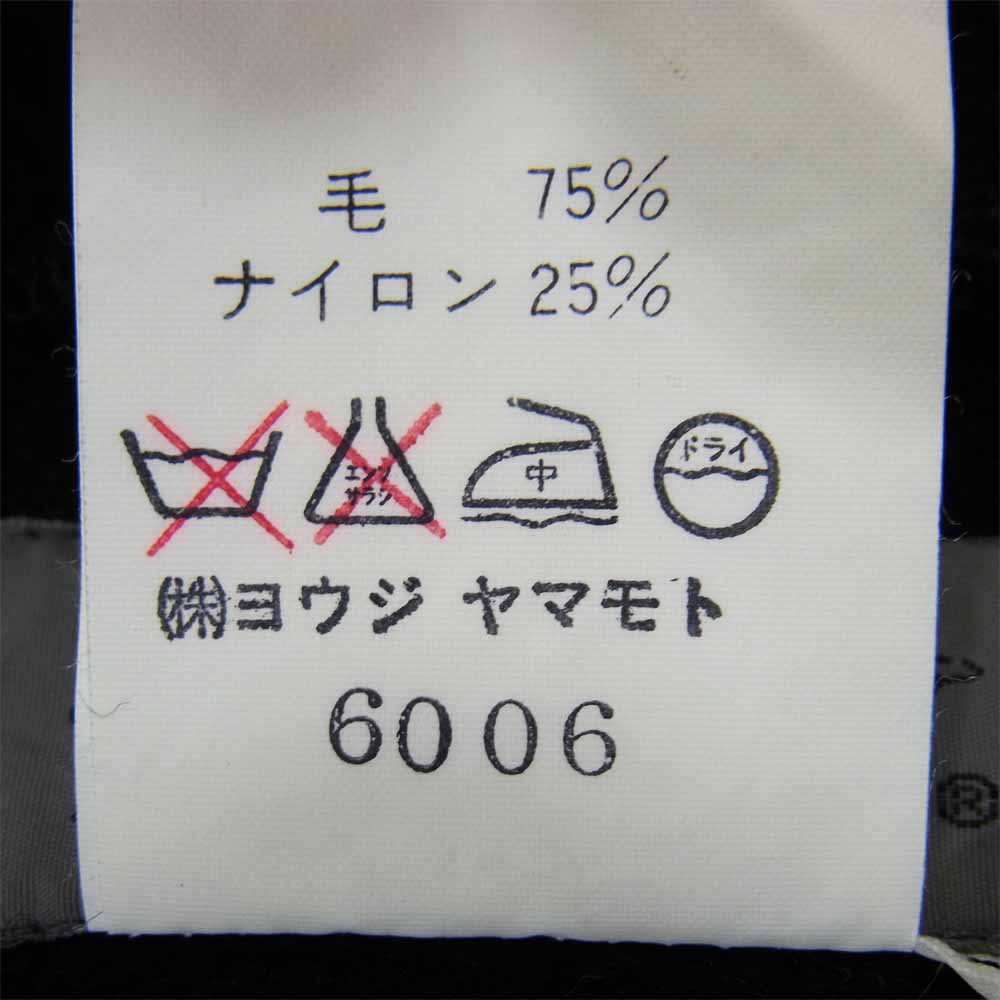 毛 75%
ナイロン 25%
エンソ
サラシ
中
ドライ
(株)ヨウジ ヤマモト
6006
®